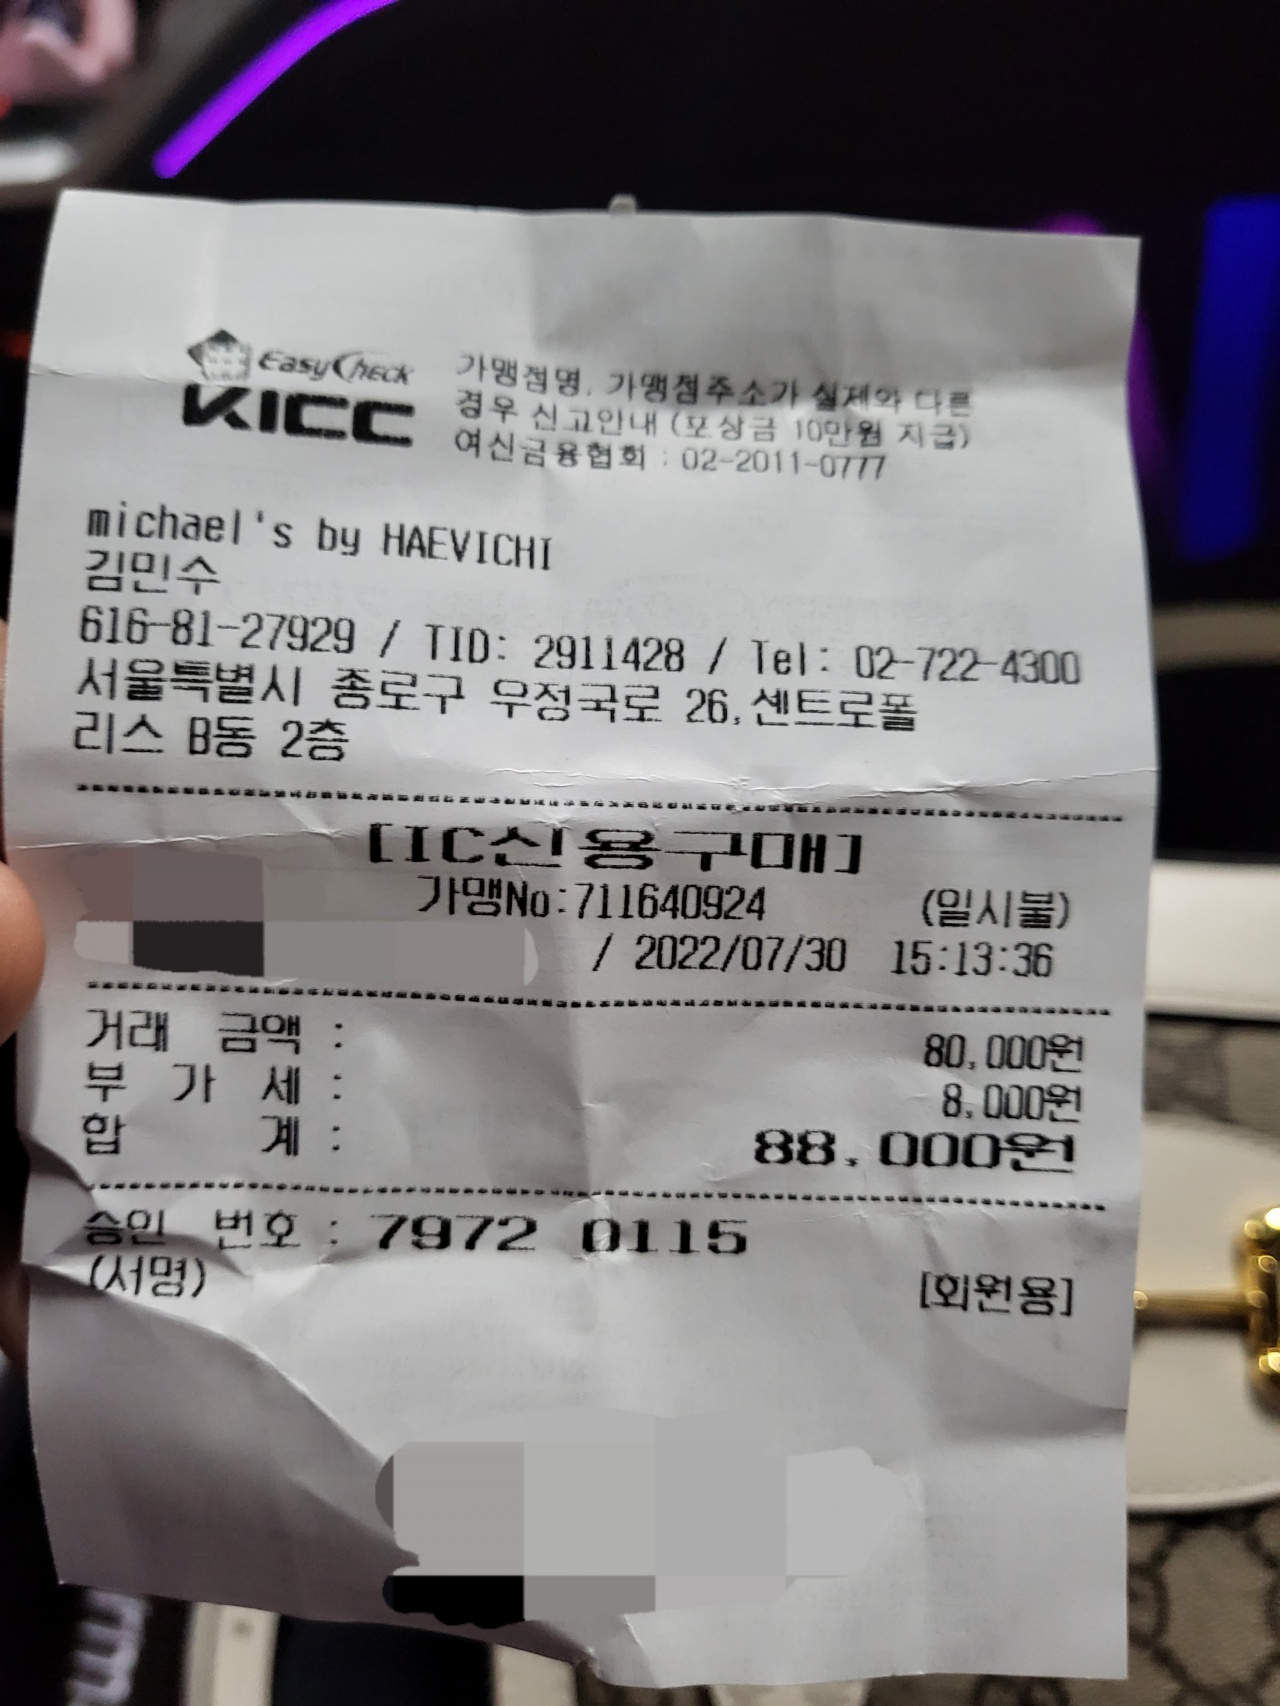 EasyCheck
KICC
가맹점명, 가맹점주소가 실제와 다른
경우 신고안내 (포상금 10만원 지급)
여신금융협회 : 02-2011-0777
michael's by HAEVICHI
김민수
616-81-27929 / TID: 2911428 / Tel: 02-722-4300
서울특별시 종로구 우정국로 26,센트로폴
리스 B동 2층
[IC신용구매]
가맹No:711640924 (일시불)
/ 2022/07/30 15:13:36
거래 금액 : 80,000원
부 가 세 : 8,000원
합 계 : 88,000원
승인 번호 : 7972 0115
(서명) [회원용]